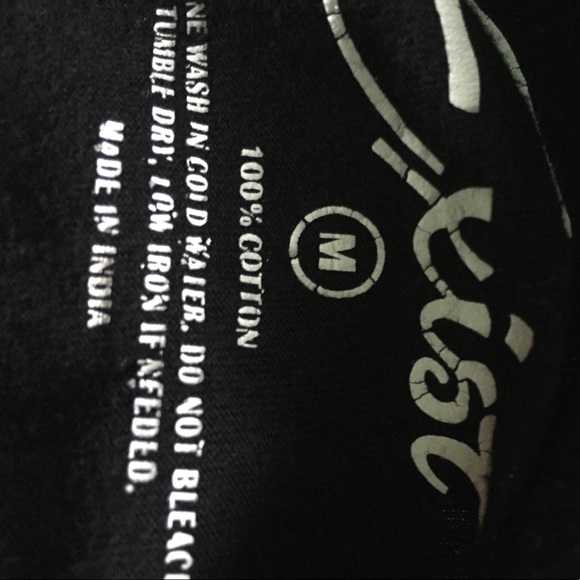 Exist
M
100% COTTON
NE WASH IN COLD WATER. DO NOT BLEAC
TUMBLE DRY, LOW IRON IF NEEDED.
MADE IN INDIA